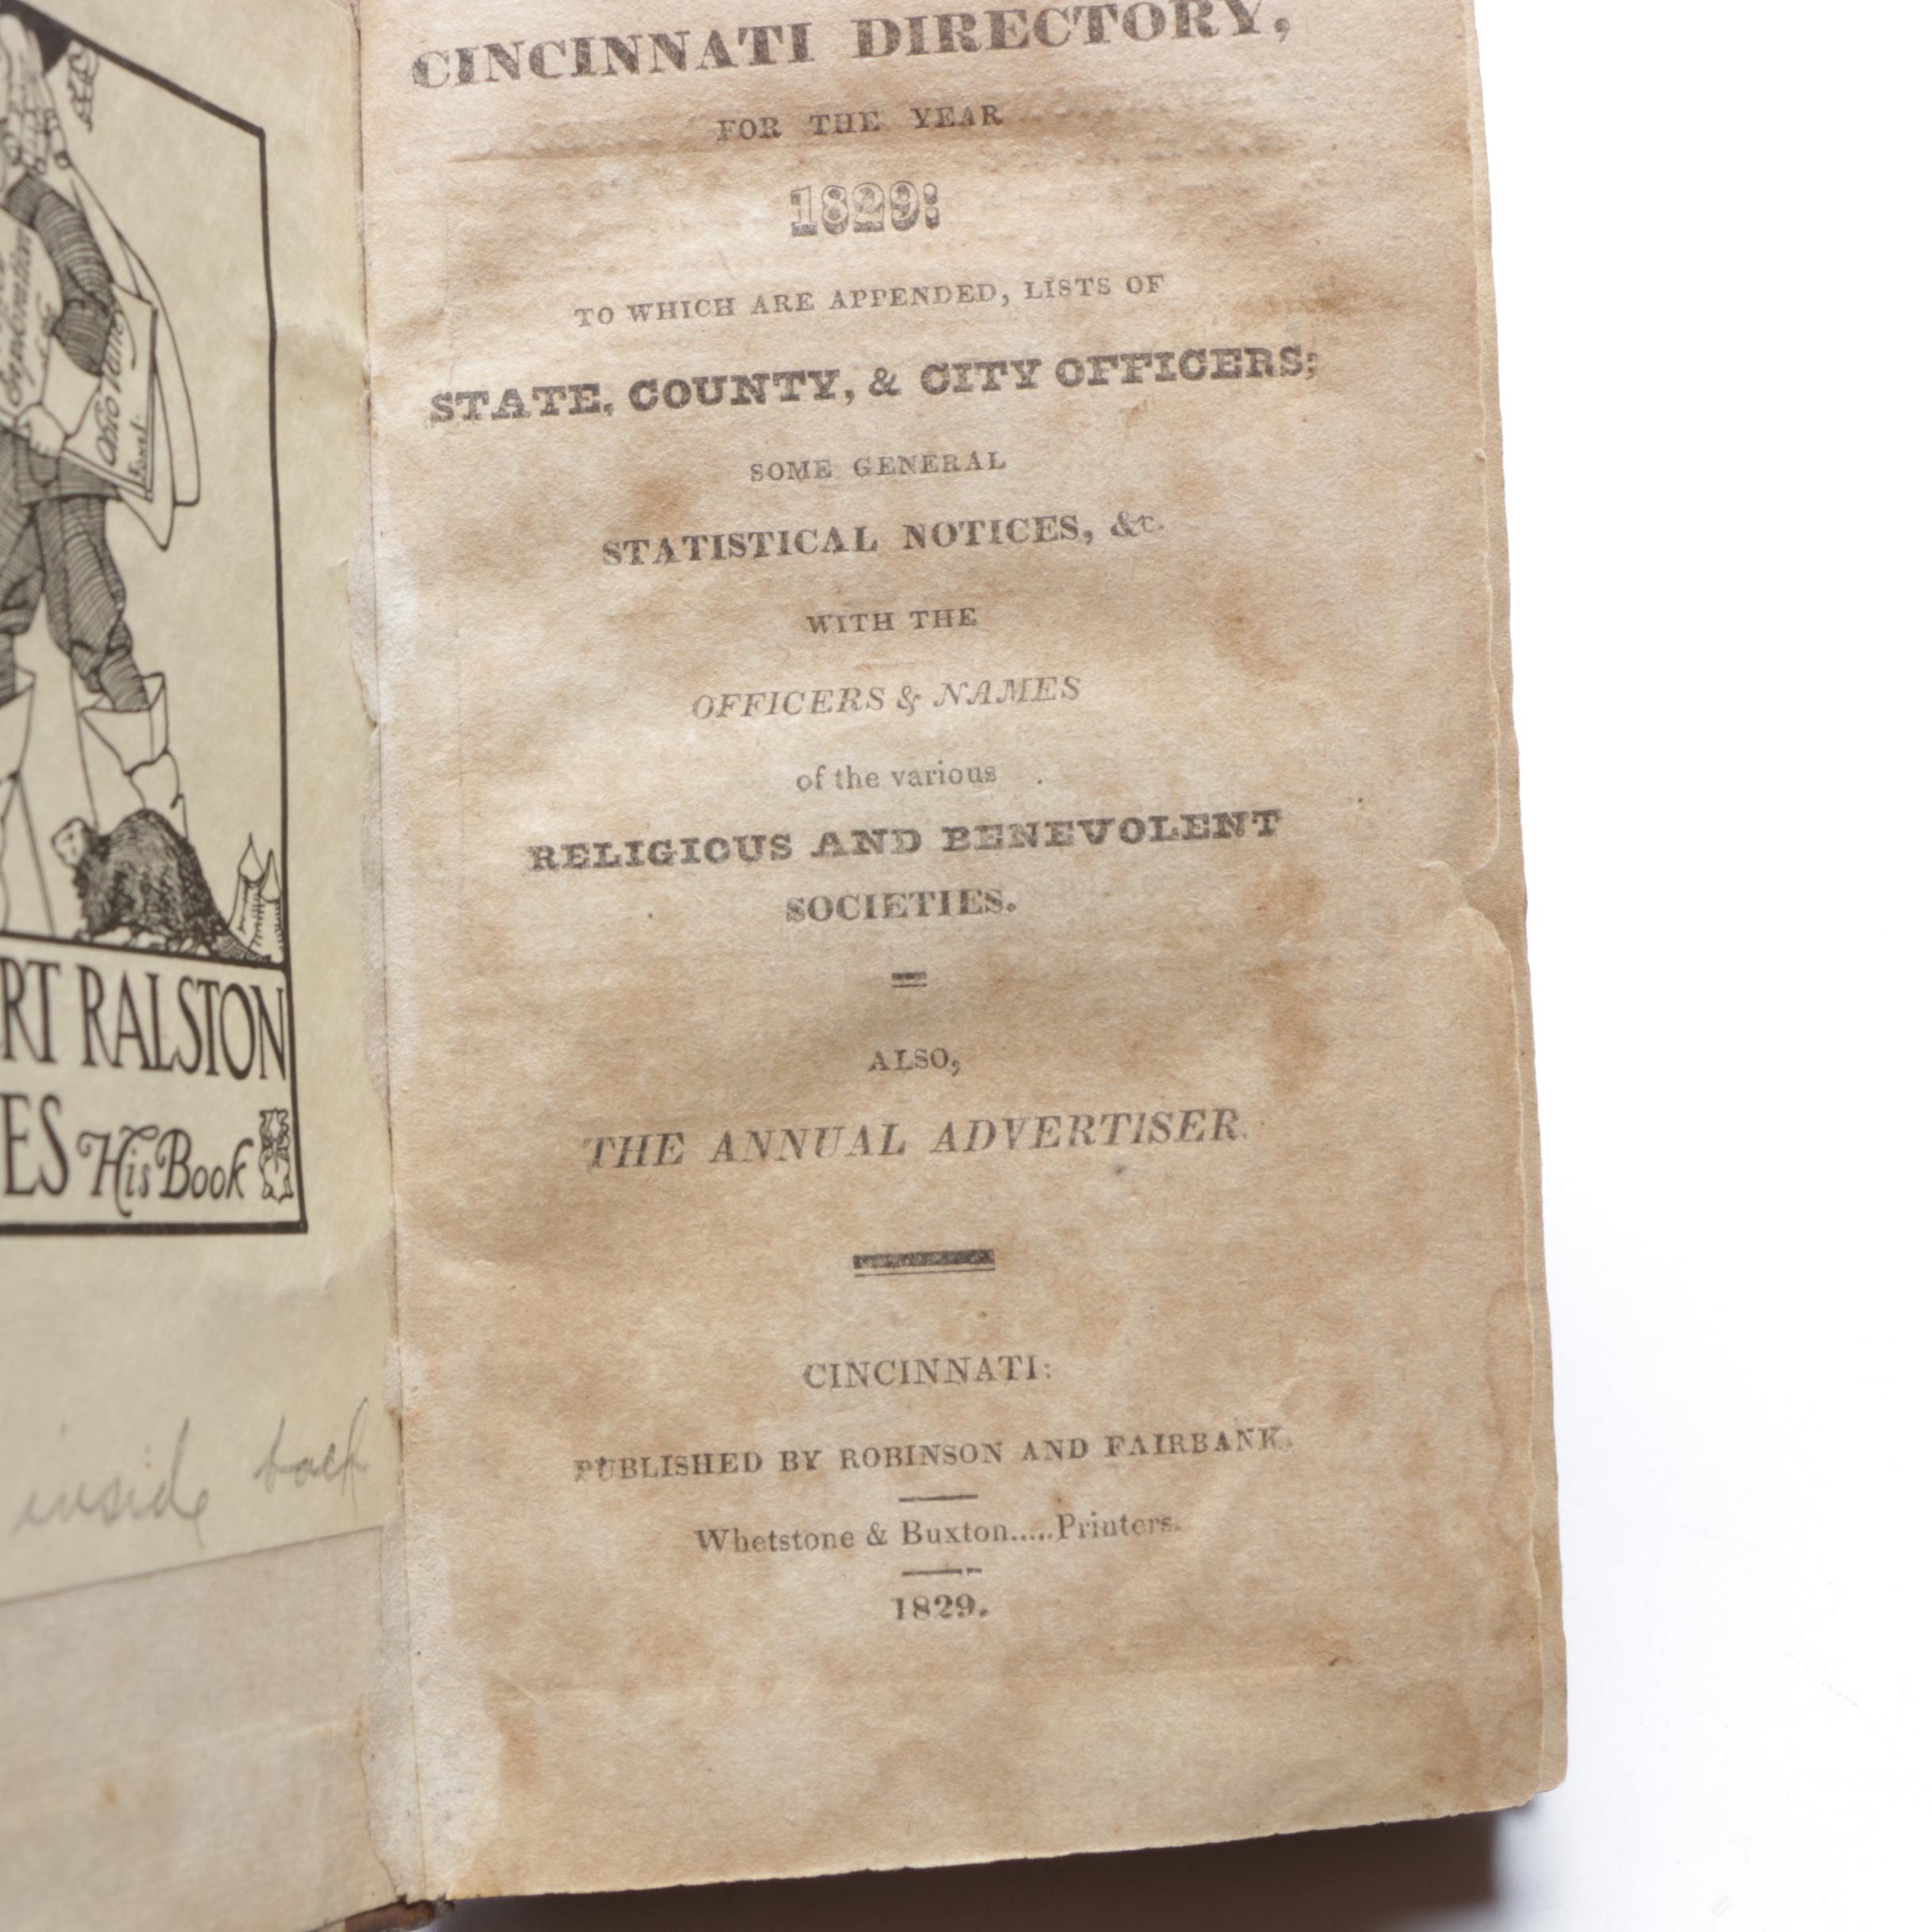 Ohio Valley
RT RALSTON
ES His Book
inside back
CINCINNATI DIRECTORY,
FOR THE YEAR
1829:
TO WHICH ARE APPENDED, LISTS OF
STATE, COUNTY, & CITY OFFICERS;
SOME GENERAL
STATISTICAL NOTICES, &c.
WITH THE
OFFICERS & NAMES
of the various
RELIGIOUS AND BENEVOLENT
SOCIETIES.
ALSO,
THE ANNUAL ADVERTISER.
CINCINNATI:
PUBLISHED BY ROBINSON AND FAIRBANK.
Whetstone & Buxton.....Printers.
1829.